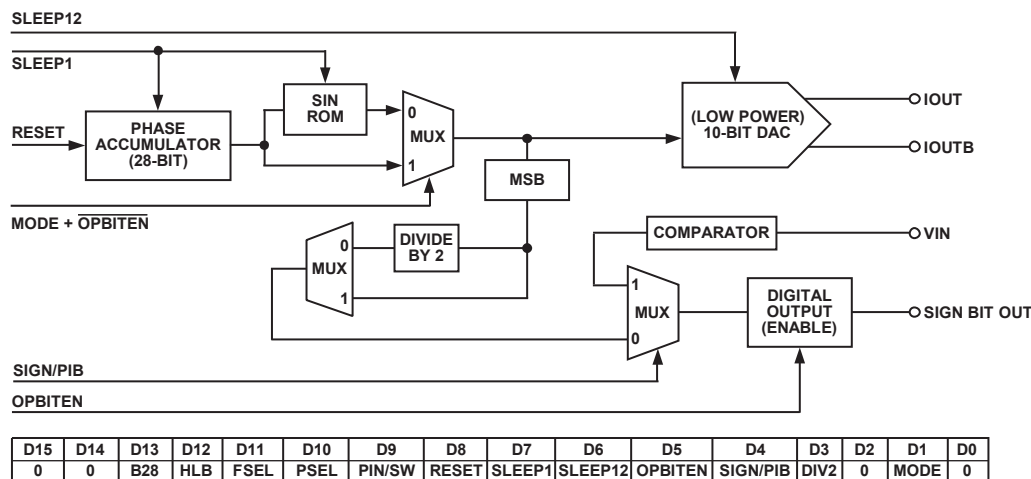 SLEEP12
SLEEP1
RESET
PHASE
ACCUMULATOR
(28-BIT)
SIN
ROM
0
MUX
1
MODE + OPBITEN
(LOW POWER)
10-BIT DAC
IOUT
IOUTB
MSB
MUX
0
1
DIVIDE
BY 2
COMPARATOR
VIN
1
MUX
0
DIGITAL
OUTPUT
(ENABLE)
SIGN BIT OUT
SIGN/PIB
OPBITEN
D15 D14 D13 D12 D11 D10 D9 D8 D7 D6 D5 D4 D3 D2 D1 D0
0 0 B28 HLB FSEL PSEL PIN/SW RESET SLEEP1 SLEEP12 OPBITEN SIGN/PIB DIV2 0 MODE 0